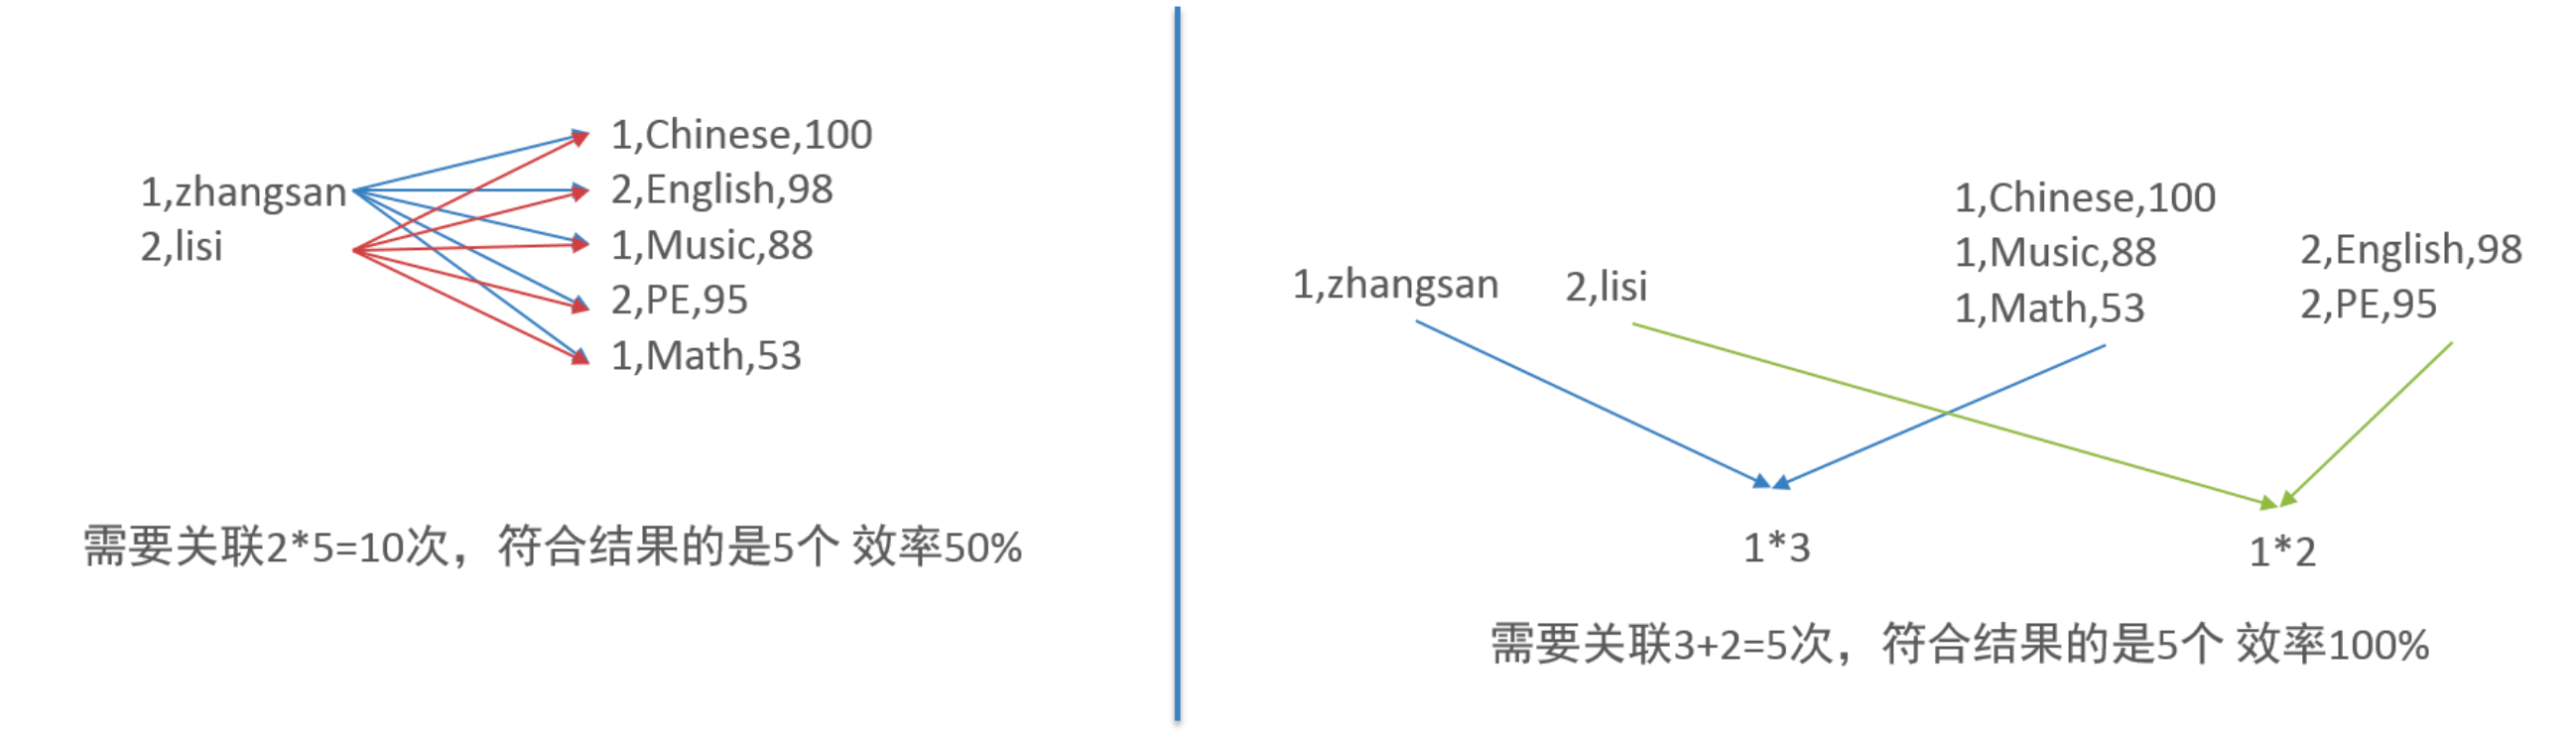 1,zhangsan
2,lisi
1,Chinese,100
2,English,98
1,Music,88
2,PE,95
1,Math,53
需要关联2*5=10次，符合结果的是5个 效率50%
1,zhangsan
2,lisi
1,Chinese,100
1,Music,88
1,Math,53
2,English,98
2,PE,95
1*3
1*2
需要关联3+2=5次，符合结果的是5个 效率100%